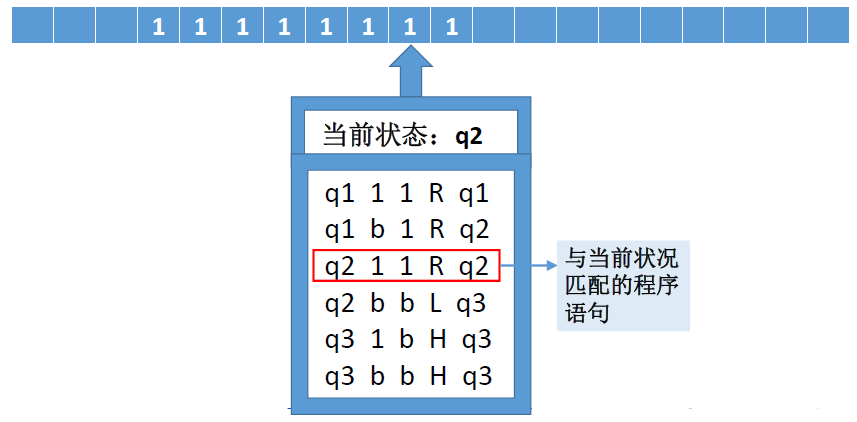 1 1 1 1 1 1 1 1
当前状态：q2
q1 1 1 R q1
q1 b 1 R q2
q2 1 1 R q2
q2 b b L q3
q3 1 b H q3
q3 b b H q3
与当前状况
匹配的程序
语句